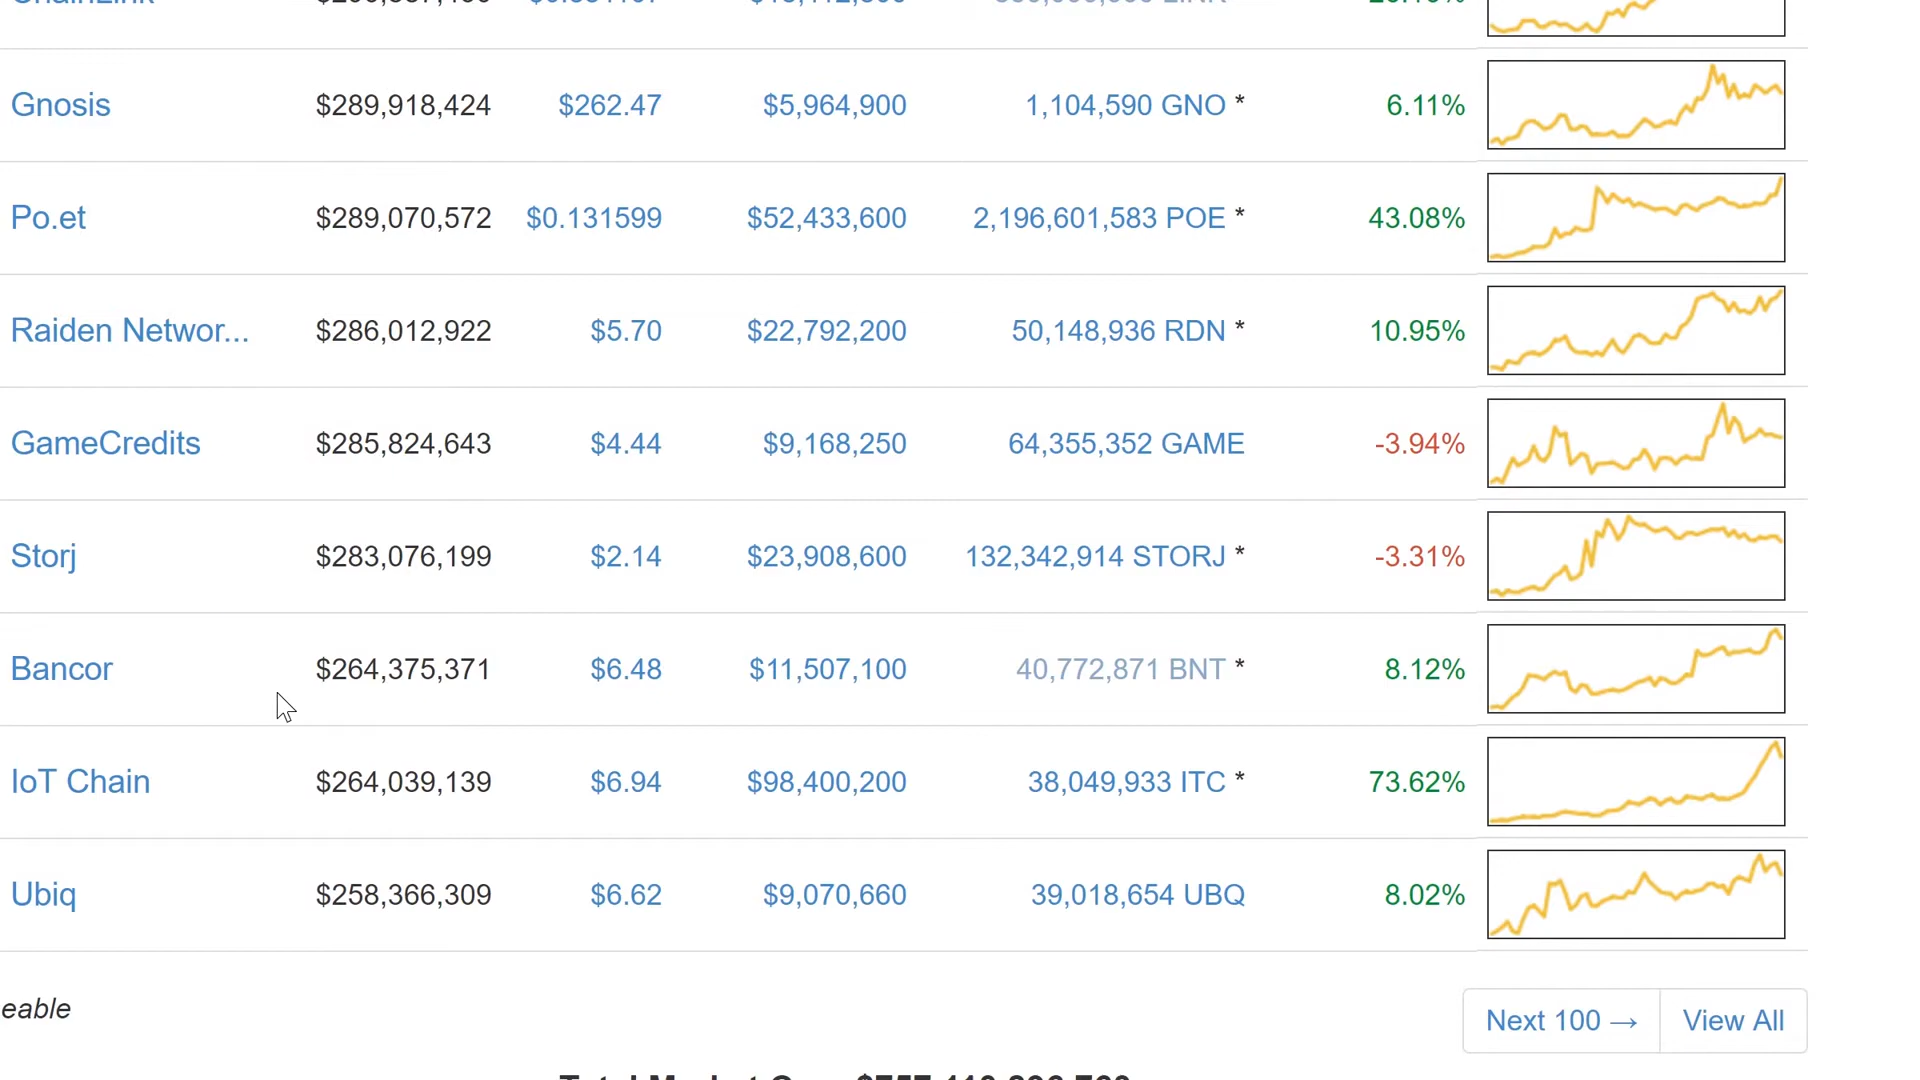 Gnosis $289,918,424 $262.47 $5,964,900 1,104,590 GNO * 6.11%
Po.et $289,070,572 $0.131599 $52,433,600 2,196,601,583 POE * 43.08%
Raiden Networ... $286,012,922 $5.70 $22,792,200 50,148,936 RDN * 10.95%
GameCredits $285,824,643 $4.44 $9,168,250 64,355,352 GAME -3.94%
Storj $283,076,199 $2.14 $23,908,600 132,342,914 STORJ * -3.31%
Bancor $264,375,371 $6.48 $11,507,100 40,772,871 BNT * 8.12%
IoT Chain $264,039,139 $6.94 $98,400,200 38,049,933 ITC * 73.62%
Ubiq $258,366,309 $6.62 $9,070,660 39,018,654 UBQ 8.02%
eable
Next 100 → View All